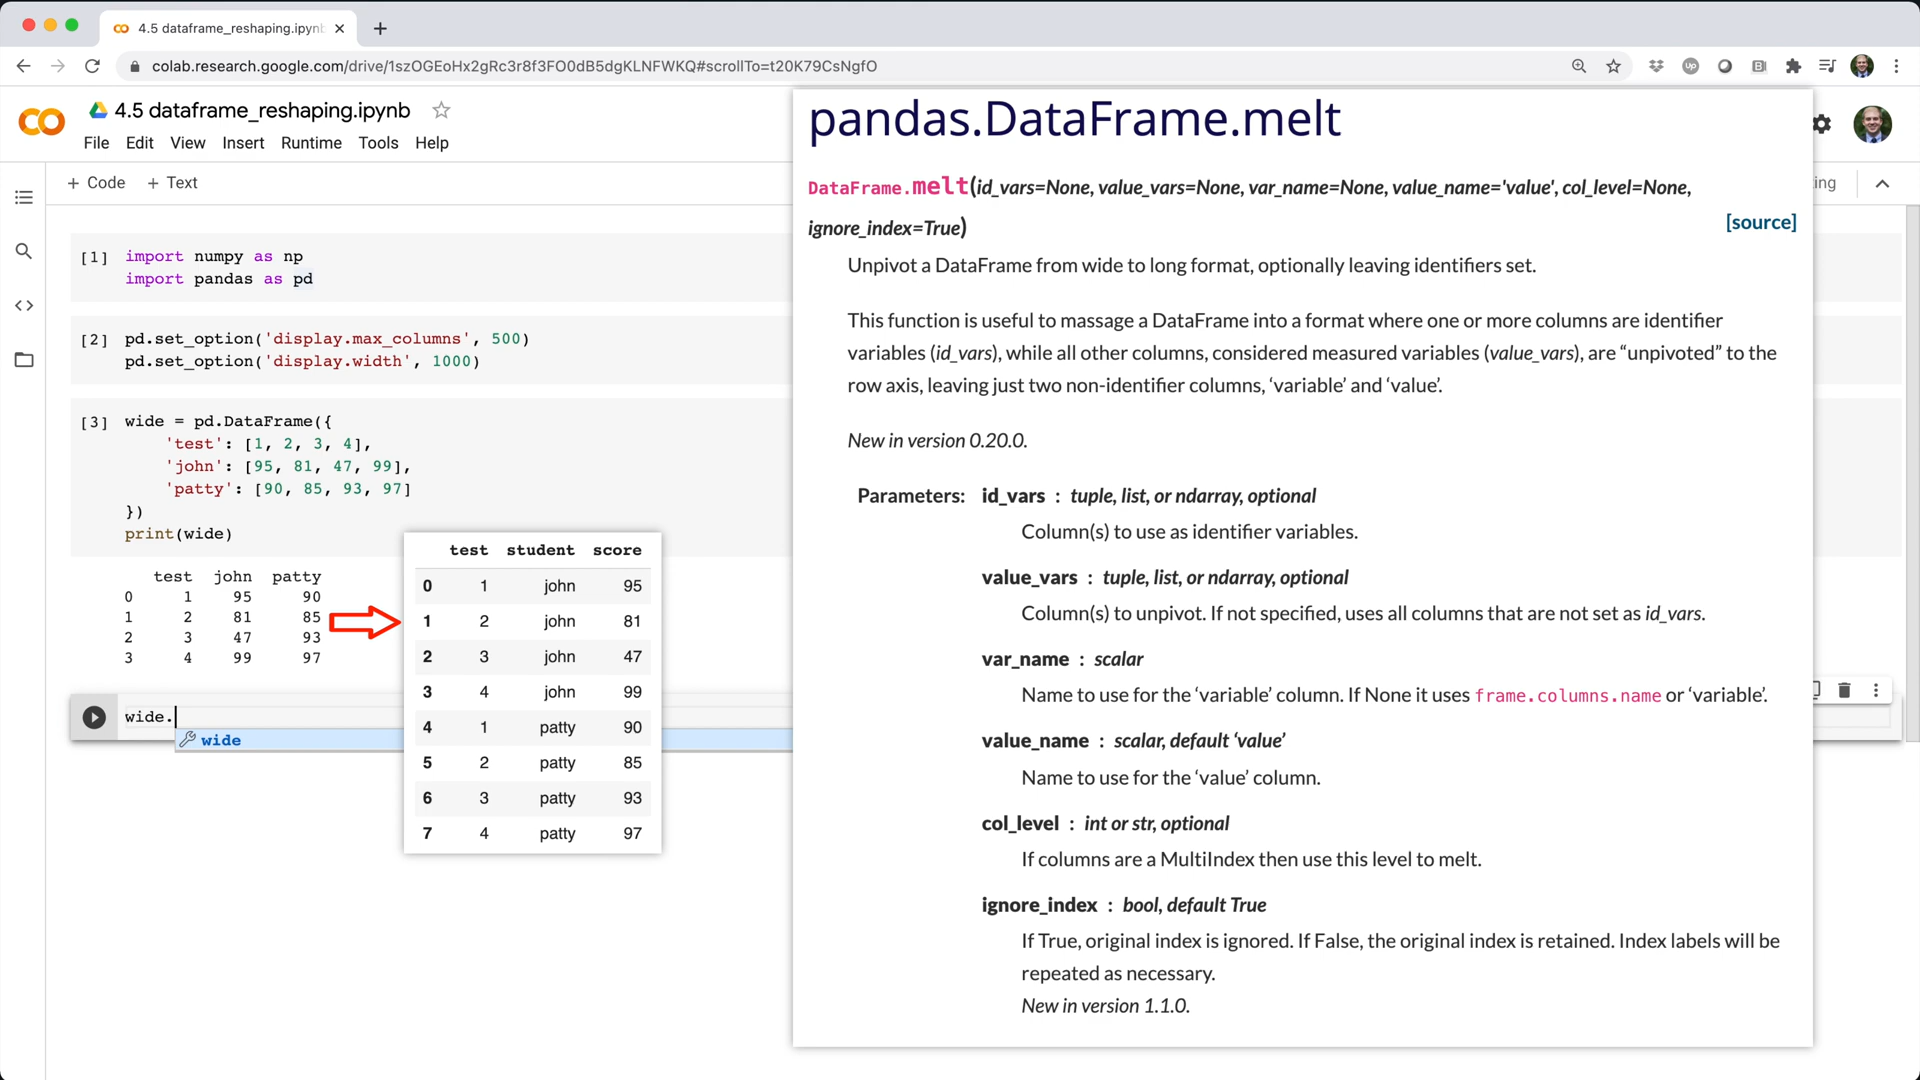 4.5 dataframe_reshaping.ipynb
colab.research.google.com/drive/1szOGEoHx2gRc3r8f3FO0dB5dgKLNFWKQ#scrollTo=t20K79CsNgfO
4.5 dataframe_reshaping.ipynb
File Edit View Insert Runtime Tools Help
+ Code + Text
[1] import numpy as np
import pandas as pd
[2] pd.set_option('display.max_columns', 500)
pd.set_option('display.width', 1000)
[3] wide = pd.DataFrame({
'test': [1, 2, 3, 4],
'john': [95, 81, 47, 99],
'patty': [90, 85, 93, 97]
})
print(wide)
test john patty
0 1 95 90
1 2 81 85
2 3 47 93
3 4 99 97
wide.
wide
test student score
0 1 john 95
1 2 john 81
2 3 john 47
3 4 john 99
4 1 patty 90
5 2 patty 85
6 3 patty 93
7 4 patty 97
pandas.DataFrame.melt
DataFrame.melt(id_vars=None, value_vars=None, var_name=None, value_name='value', col_level=None,
ignore_index=True)
[source]
Unpivot a DataFrame from wide to long format, optionally leaving identifiers set.
This function is useful to massage a DataFrame into a format where one or more columns are identifier
variables (id_vars), while all other columns, considered measured variables (value_vars), are “unpivoted” to the
row axis, leaving just two non-identifier columns, ‘variable’ and ‘value’.
New in version 0.20.0.
Parameters: id_vars : tuple, list, or ndarray, optional
Column(s) to use as identifier variables.
value_vars : tuple, list, or ndarray, optional
Column(s) to unpivot. If not specified, uses all columns that are not set as id_vars.
var_name : scalar
Name to use for the ‘variable’ column. If None it uses frame.columns.name or ‘variable’.
value_name : scalar, default ‘value’
Name to use for the ‘value’ column.
col_level : int or str, optional
If columns are a MultiIndex then use this level to melt.
ignore_index : bool, default True
If True, original index is ignored. If False, the original index is retained. Index labels will be
repeated as necessary.
New in version 1.1.0.
ing